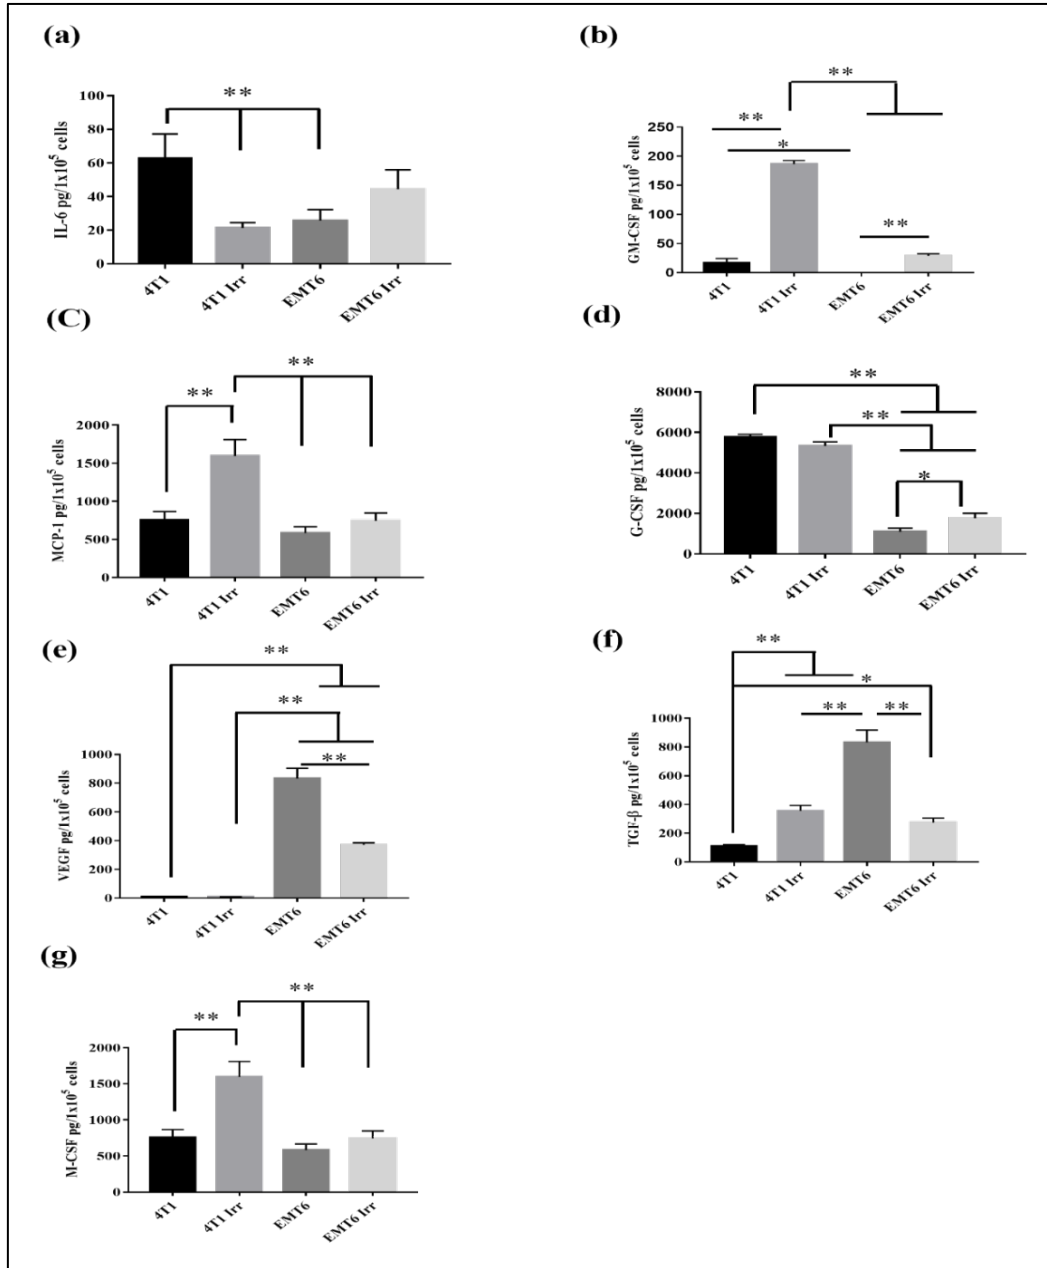 (a)
**
IL-6 pg/1x10⁵ cells
100
80
60
40
20
0
4T1
4T1 Irr
EMT6
EMT6 Irr
(b)
**
**
*
**
GM-CSF pg/1x10⁵ cells
250
200
150
100
50
0
4T1
4T1 Irr
EMT6
EMT6 Irr
(C)
**
**
MCP-1 pg/1x10⁵ cells
2000
1500
1000
500
0
4T1
4T1 Irr
EMT6
EMT6 Irr
(d)
**
**
*
G-CSF pg/1x10⁵ cells
8000
6000
4000
2000
0
4T1
4T1 Irr
EMT6
EMT6 Irr
(e)
**
**
**
VEGF pg/1x10⁵ cells
1000
800
600
400
200
0
4T1
4T1 Irr
EMT6
EMT6 Irr
(f)
**
*
**
**
TGF-β pg/1x10⁵ cells
1000
800
600
400
200
0
4T1
4T1 Irr
EMT6
EMT6 Irr
(g)
**
**
M-CSF pg/1x10⁵ cells
2000
1500
1000
500
0
4T1
4T1 Irr
EMT6
EMT6 Irr